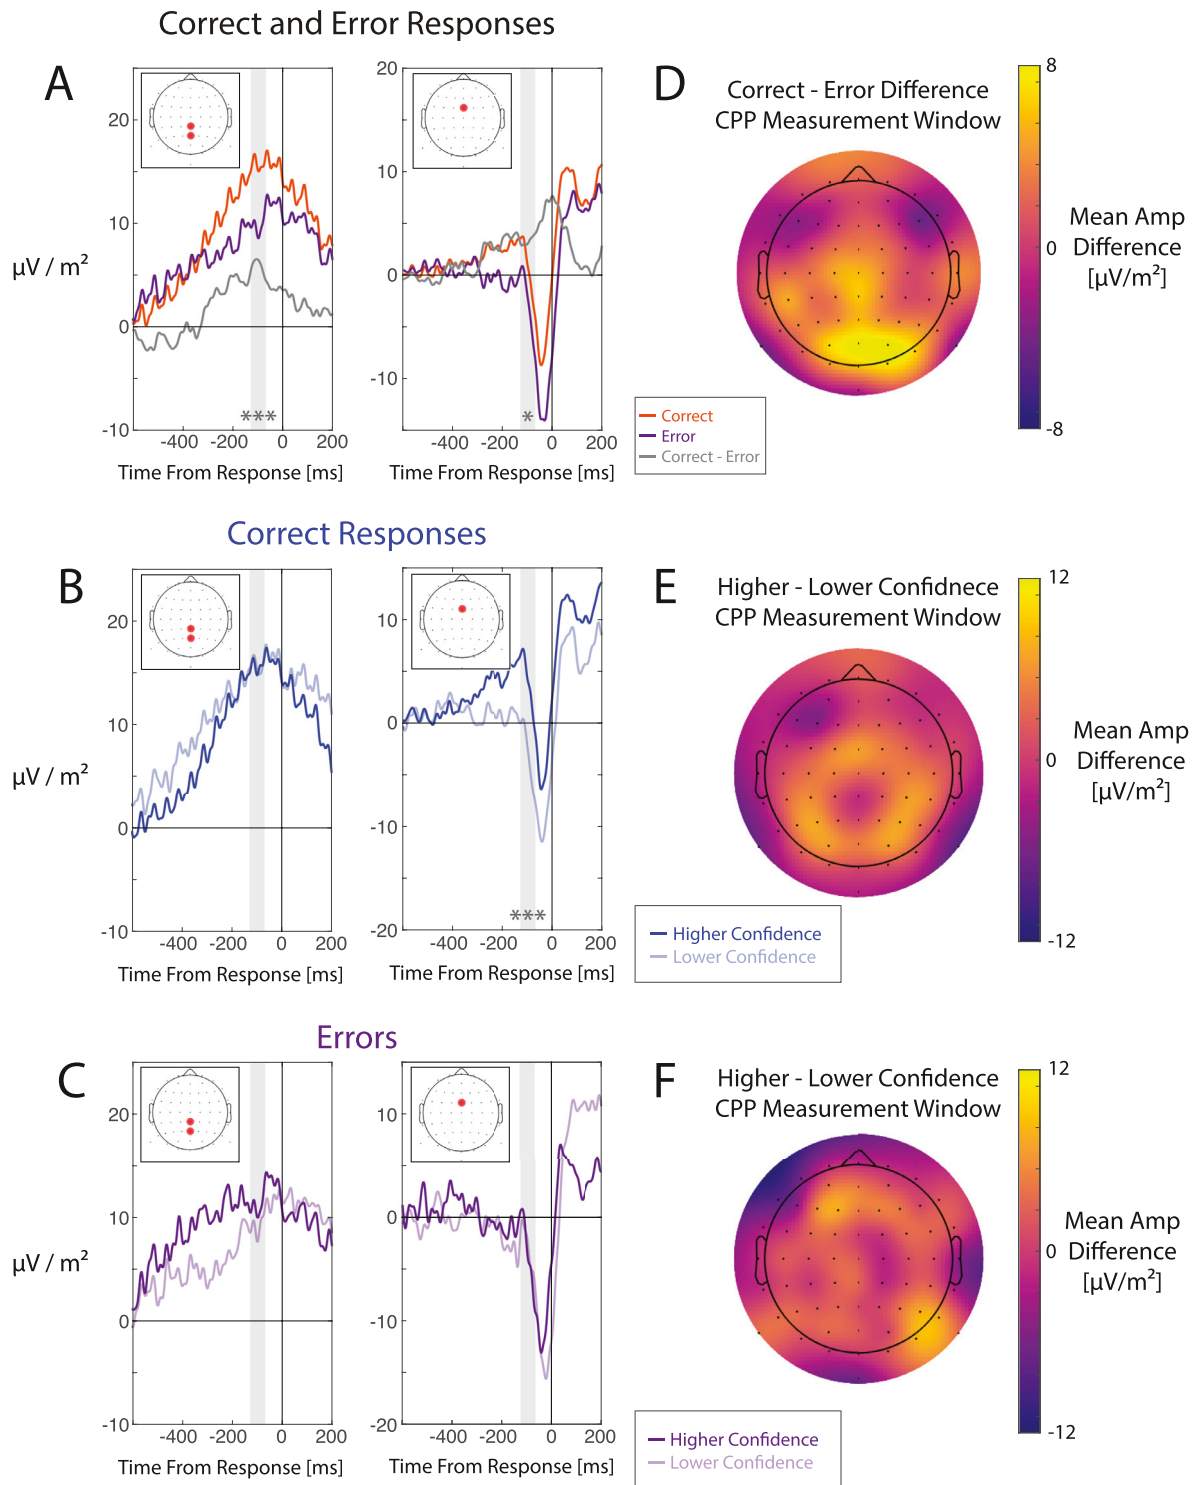 Correct and Error Responses
A
20
10
0
-10
µV / m²
-400
-200
0
200
Time From Response [ms]
***
20
10
0
-10
-400
-200
0
200
Time From Response [ms]
*
Correct
Error
Correct - Error
D
Correct - Error Difference
CPP Measurement Window
8
0
-8
Mean Amp
Difference
[µV/m²]
Correct Responses
B
20
10
0
-10
µV / m²
-400
-200
0
200
Time From Response [ms]
10
0
-10
-20
***
-400
-200
0
200
Time From Response [ms]
Higher Confidence
Lower Confidence
E
Higher - Lower Confidnece
CPP Measurement Window
12
0
-12
Mean Amp
Difference
[µV/m²]
Errors
C
20
10
0
-10
µV / m²
-400
-200
0
200
Time From Response [ms]
10
0
-10
-20
-400
-200
0
200
Time From Response [ms]
Higher Confidence
Lower Confidence
F
Higher - Lower Confidence
CPP Measurement Window
12
0
-12
Mean Amp
Difference
[µV/m²]